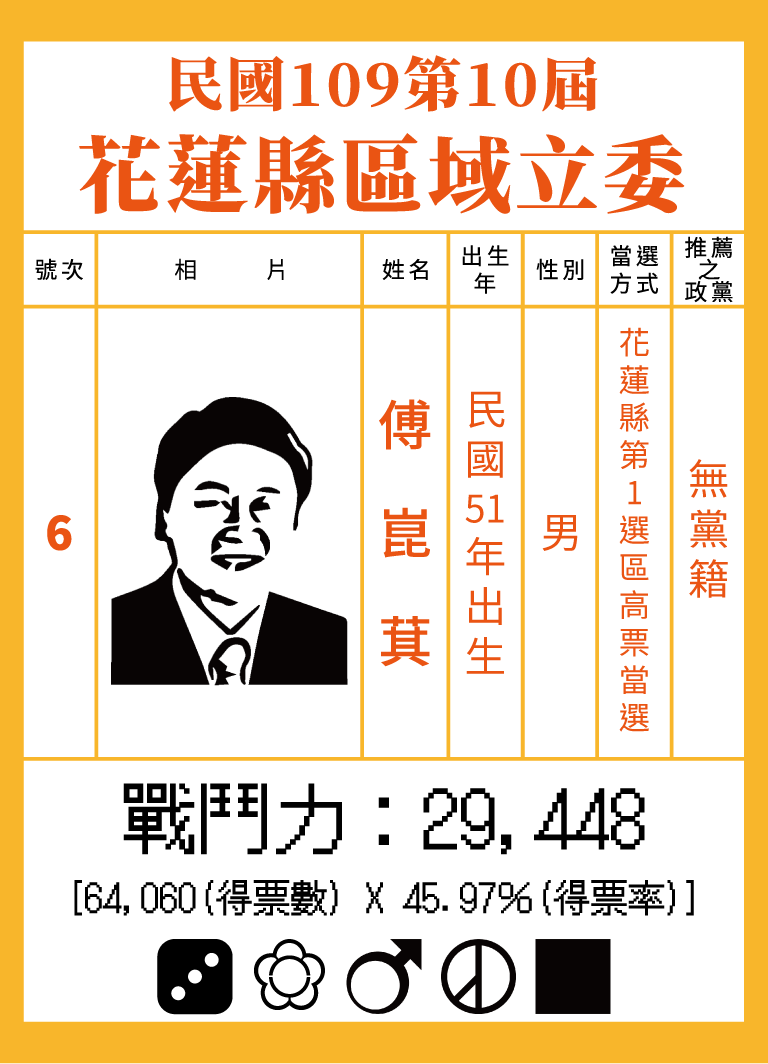 民國109第10屆
花蓮縣區域立委
號次
相 片
姓名
出生年
性別
當選方式
推薦之政黨
6
傅崑萁
民國51年出生
男
花蓮縣第1選區高票當選
無黨籍
戰鬥力：29,448
[64,060(得票數) X 45.97%(得票率)]